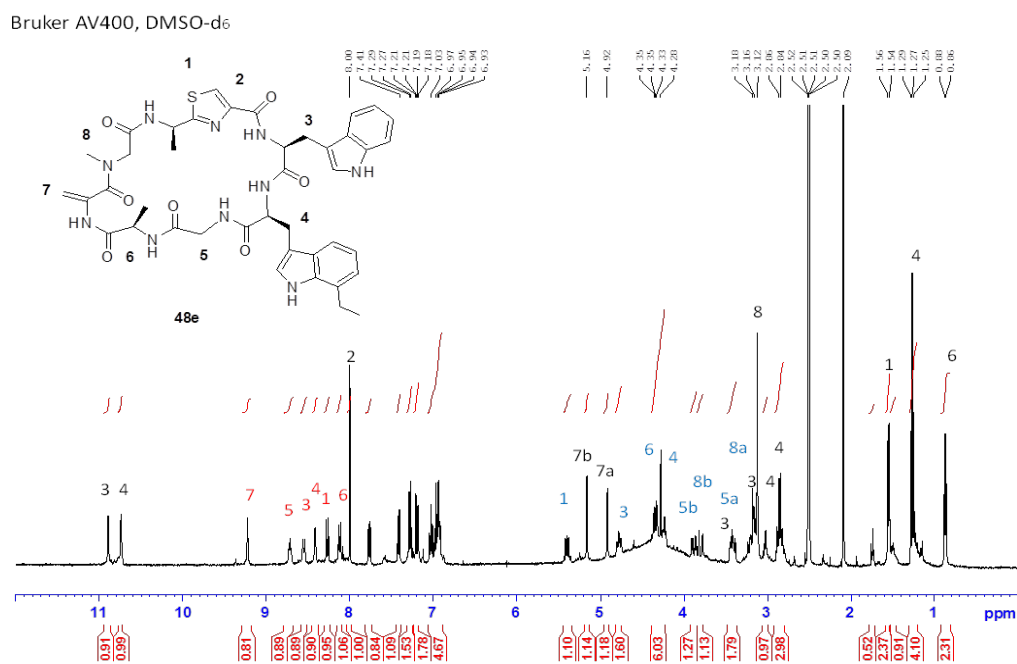 Bruker AV400, DMSO-d6
8.00 7.41 7.29 7.27 7.21 7.21 7.19 7.18 7.03 6.97 6.95 6.94 6.93 5.16 4.92 4.35 4.35 4.33 4.28 3.18 3.16 3.12 2.86 2.84 2.52 2.51 2.51 2.50 2.50 2.09 1.56 1.54 1.29 1.27 1.25 0.88 0.86
1
2
S
N
O
HN
O
N
H
3
8
N
O
NH
7
O
O
HN
4
NH
O
N
H
O
O
NH
O
N
H
6
5
NH
48e
2
8
4
1
6
3 4
7
5
3
4
1
6
1
7b
7a
3
6
4
5b
8b
8a
5a
3
3
4
4
11 10 9 8 7 6 5 4 3 2 1 ppm
0.91 0.99 0.81 0.89 0.89 0.90 0.95 1.06 1.00 0.84 1.09 1.53 1.78 4.67 1.10 1.14 1.18 1.60 6.03 1.27 1.13 1.79 0.97 2.98 0.52 2.37 0.91 4.10 2.31